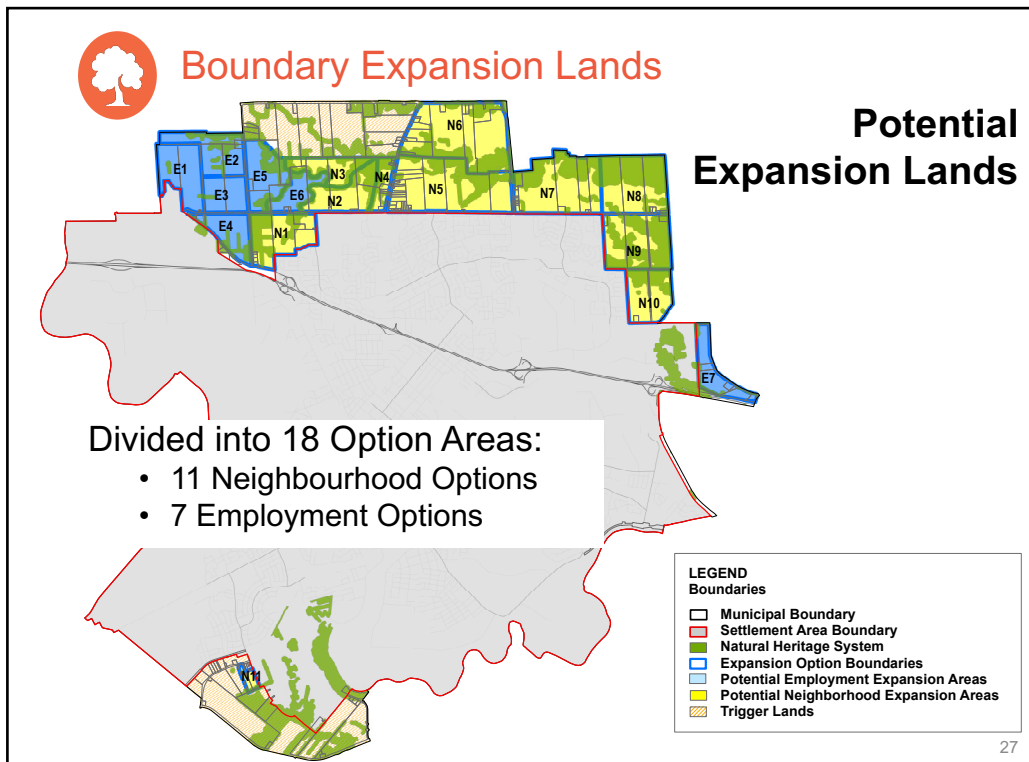 Boundary Expansion Lands
Potential
Expansion Lands
N6
E2
E1
E5
N3
N4
E3
E6
N2
N5
N7
N8
E4
N1
N9
N10
E7
Divided into 18 Option Areas:
• 11 Neighbourhood Options
• 7 Employment Options
N11
LEGEND
Boundaries
Municipal Boundary
Settlement Area Boundary
Natural Heritage System
Expansion Option Boundaries
Potential Employment Expansion Areas
Potential Neighborhood Expansion Areas
Trigger Lands
27